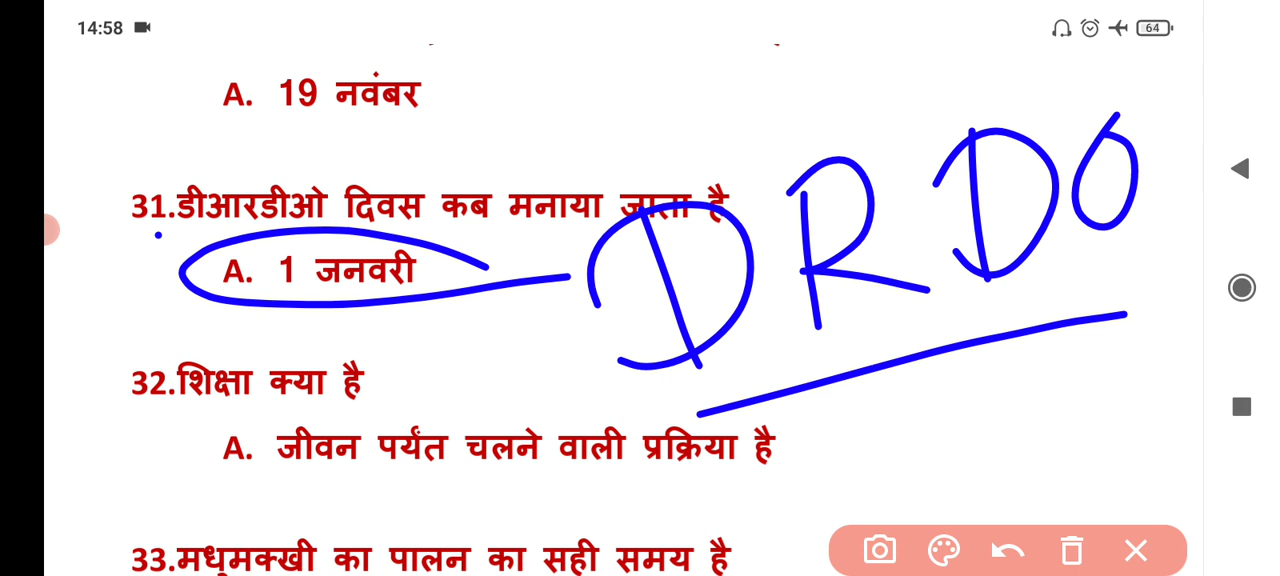 14:58
64
A. 19 नवंबर
31.डीआरडीओ दिवस कब मनाया जाता है
A. 1 जनवरी
DRDO
32.शिक्षा क्या है
A. जीवन पर्यंत चलने वाली प्रक्रिया है
33.मधुमक्खी का पालन का सही समय है